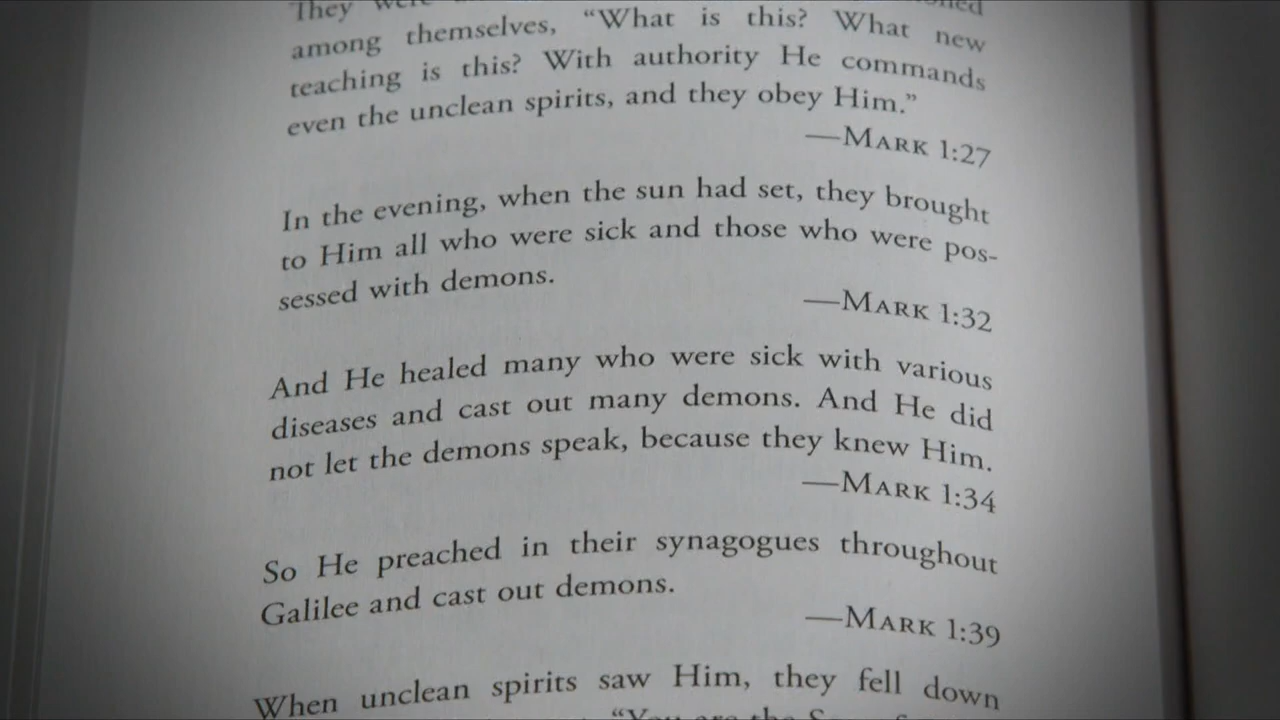 They
among themselves, “What is this? What new
teaching is this? With authority He commands
even the unclean spirits, and they obey Him.”
—Mark 1:27
In the evening, when the sun had set, they brought
to Him all who were sick and those who were pos-
sessed with demons.
—Mark 1:32
And He healed many who were sick with various
diseases and cast out many demons. And He did
not let the demons speak, because they knew Him.
—Mark 1:34
So He preached in their synagogues throughout
Galilee and cast out demons.
—Mark 1:39
When unclean spirits saw Him, they fell down
“You are the